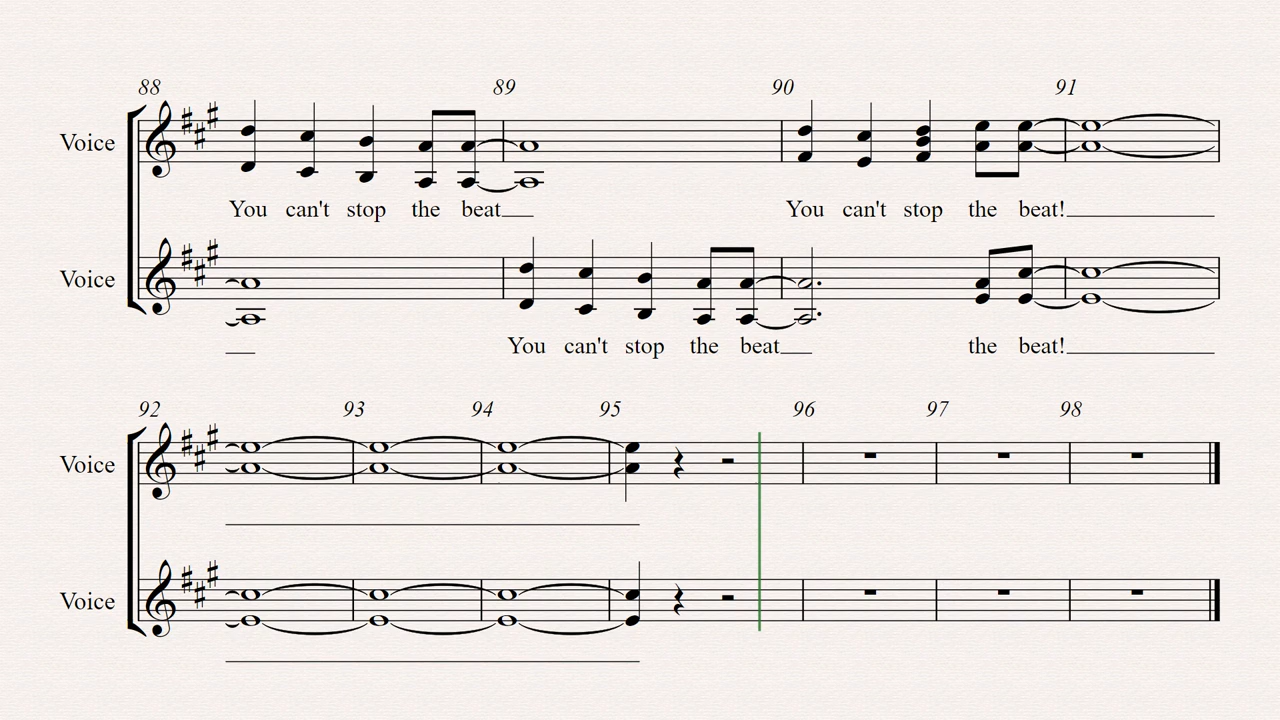 88 89 90 91
Voice
You can't stop the beat You can't stop the beat!
Voice
You can't stop the beat the beat!
92 93 94 95 96 97 98
Voice
Voice